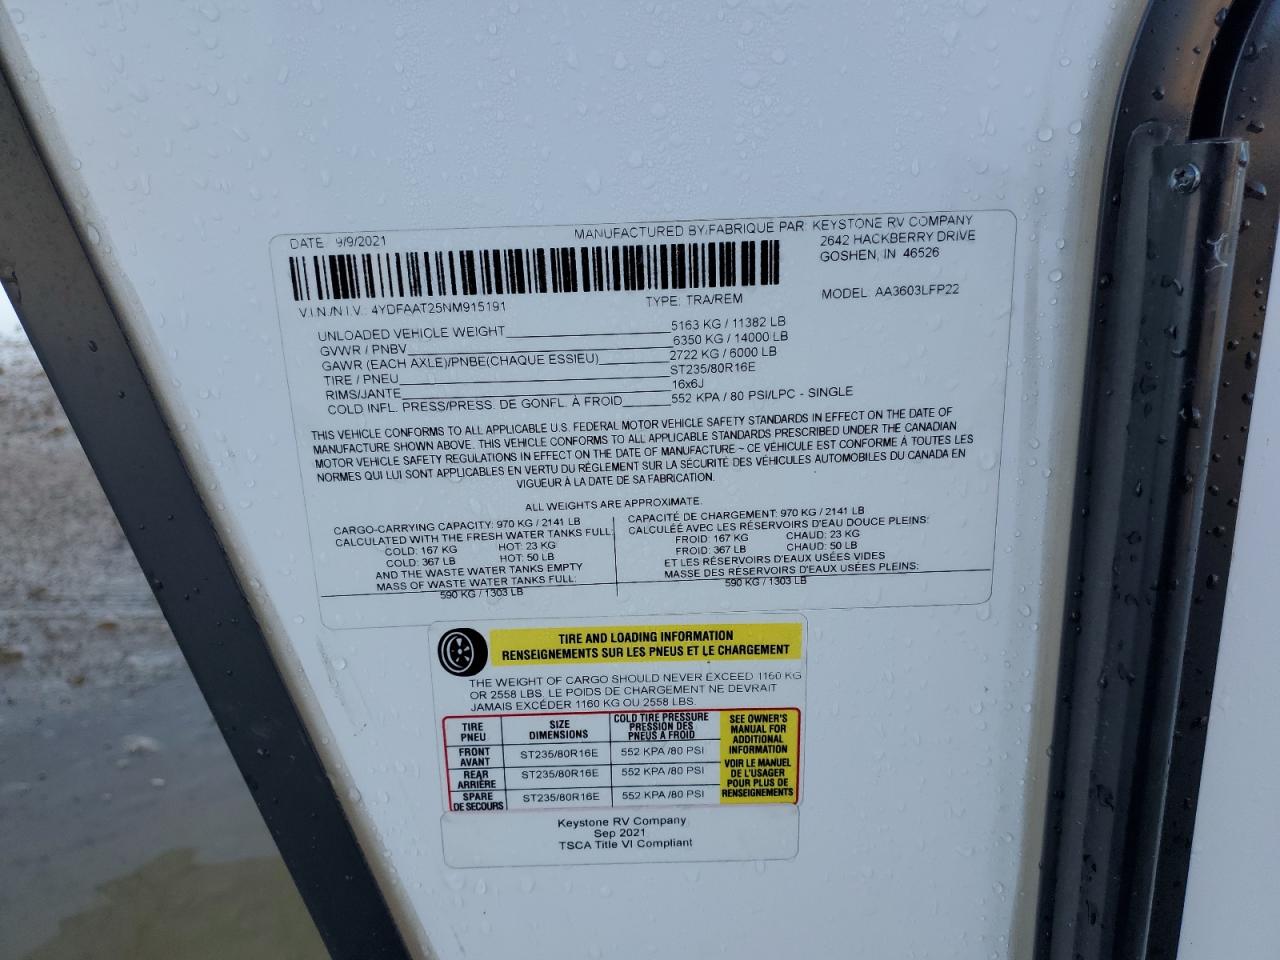 DATE 9/9/2021
MANUFACTURED BY/FABRIQUE PAR: KEYSTONE RV COMPANY
2642 HACKBERRY DRIVE
GOSHEN, IN 46526
V.I.N./N.I.V. 4YDFAAT25NM915191
TYPE: TRA/REM
MODEL: AA3603LFP22
UNLOADED VEHICLE WEIGHT 5163 KG / 11382 LB
GVWR / PNBV 6350 KG / 14000 LB
GAWR (EACH AXLE)/PNBE(CHAQUE ESSIEU) 2722 KG / 6000 LB
TIRE / PNEU ST235/80R16E
RIMS/JANTE 16x6J
COLD INFL. PRESS/PRESS. DE GONFL. À FROID 552 KPA / 80 PSI/LPC - SINGLE
THIS VEHICLE CONFORMS TO ALL APPLICABLE U.S. FEDERAL MOTOR VEHICLE SAFETY STANDARDS IN EFFECT ON THE DATE OF
MANUFACTURE SHOWN ABOVE. THIS VEHICLE CONFORMS TO ALL APPLICABLE STANDARDS PRESCRIBED UNDER THE CANADIAN
MOTOR VEHICLE SAFETY REGULATIONS IN EFFECT ON THE DATE OF MANUFACTURE ~ CE VÉHICULE EST CONFORME À TOUTES LES
NORMES QUI LUI SONT APPLICABLES EN VERTU DU RÈGLEMENT SUR LA SÉCURITÉ DES VÉHICULES AUTOMOBILES DU CANADA EN
VIGUEUR À LA DATE DE SA FABRICATION.
ALL WEIGHTS ARE APPROXIMATE.
CARGO-CARRYING CAPACITY: 970 KG / 2141 LB
CALCULATED WITH THE FRESH WATER TANKS FULL:
COLD: 167 KG HOT: 23 KG
COLD: 367 LB HOT: 50 LB
AND THE WASTE WATER TANKS EMPTY
MASS OF WASTE WATER TANKS FULL:
590 KG / 1303 LB
CAPACITÉ DE CHARGEMENT: 970 KG / 2141 LB
CALCULÉE AVEC LES RÉSERVOIRS D'EAU DOUCE PLEINS:
FROID: 167 KG CHAUD: 23 KG
FROID: 367 LB CHAUD: 50 LB
ET LES RÉSERVOIRS D'EAUX USÉES VIDES
MASSE DES RÉSERVOIRS D'EAUX USÉES PLEINS:
590 KG / 1303 LB
TIRE AND LOADING INFORMATION
RENSEIGNEMENTS SUR LES PNEUS ET LE CHARGEMENT
THE WEIGHT OF CARGO SHOULD NEVER EXCEED 1160 KG
OR 2558 LBS. LE POIDS DE CHARGEMENT NE DEVRAIT
JAMAIS EXCÉDER 1160 KG OU 2558 LBS.
TIRE
PNEU
SIZE
DIMENSIONS
COLD TIRE PRESSURE
PRESSION DES
PNEUS À FROID
FRONT
AVANT
ST235/80R16E
552 KPA /80 PSI
REAR
ARRIÈRE
ST235/80R16E
552 KPA /80 PSI
SPARE
DE SECOURS
ST235/80R16E
552 KPA /80 PSI
SEE OWNER'S
MANUAL FOR
ADDITIONAL
INFORMATION
VOIR LE MANUEL
DE L'USAGER
POUR PLUS DE
RENSEIGNEMENTS
Keystone RV Company
Sep 2021
TSCA Title VI Compliant